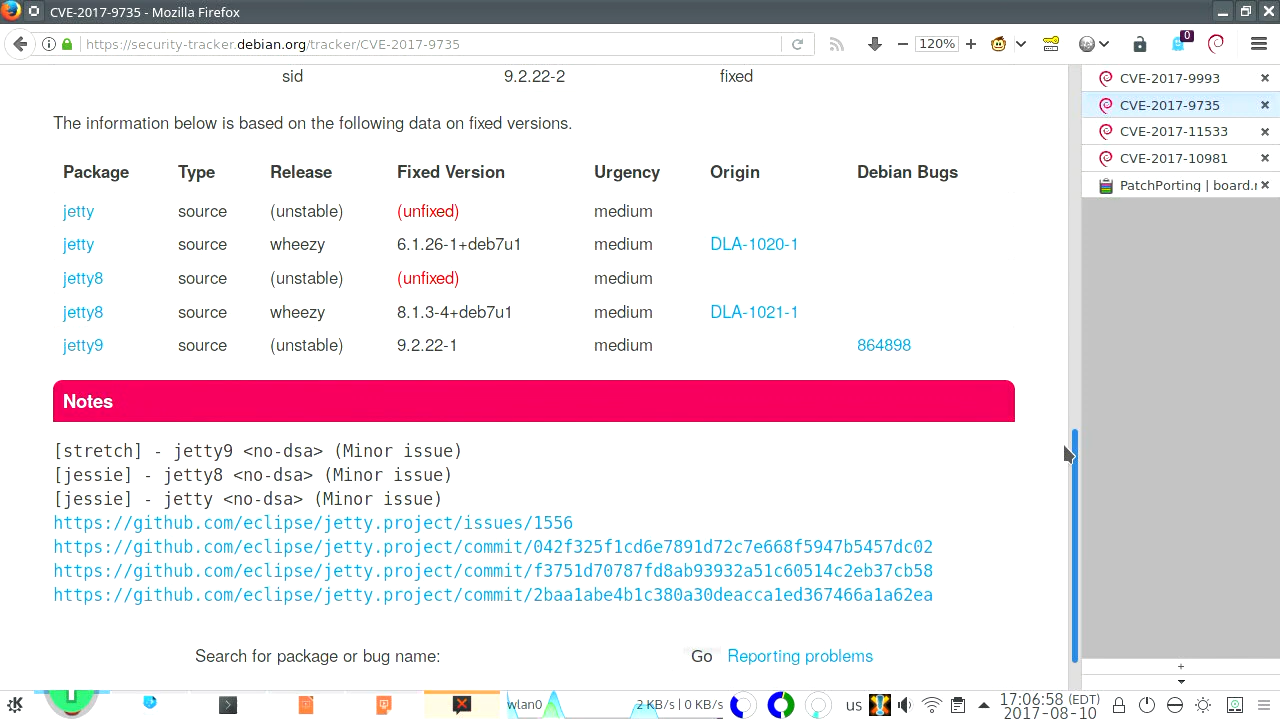 CVE-2017-9735 - Mozilla Firefox
https://security-tracker.debian.org/tracker/CVE-2017-9735
120%
0
CVE-2017-9993
CVE-2017-9735
CVE-2017-11533
CVE-2017-10981
PatchPorting | board.r
sid 9.2.22-2 fixed
The information below is based on the following data on fixed versions.
Package Type Release Fixed Version Urgency Origin Debian Bugs
jetty source (unstable) (unfixed) medium
jetty source wheezy 6.1.26-1+deb7u1 medium DLA-1020-1
jetty8 source (unstable) (unfixed) medium
jetty8 source wheezy 8.1.3-4+deb7u1 medium DLA-1021-1
jetty9 source (unstable) 9.2.22-1 medium 864898
Notes
[stretch] - jetty9 <no-dsa> (Minor issue)
[jessie] - jetty8 <no-dsa> (Minor issue)
[jessie] - jetty <no-dsa> (Minor issue)
https://github.com/eclipse/jetty.project/issues/1556
https://github.com/eclipse/jetty.project/commit/042f325f1cd6e7891d72c7e668f5947b5457dc02
https://github.com/eclipse/jetty.project/commit/f3751d70787fd8ab93932a51c60514c2eb37cb58
https://github.com/eclipse/jetty.project/commit/2baa1abe4b1c380a30deacca1ed367466a1a62ea
Search for package or bug name: Go Reporting problems
wlan0 2 KB/s | 0 KB/s us 17:06:58 (EDT)
2017-08-10